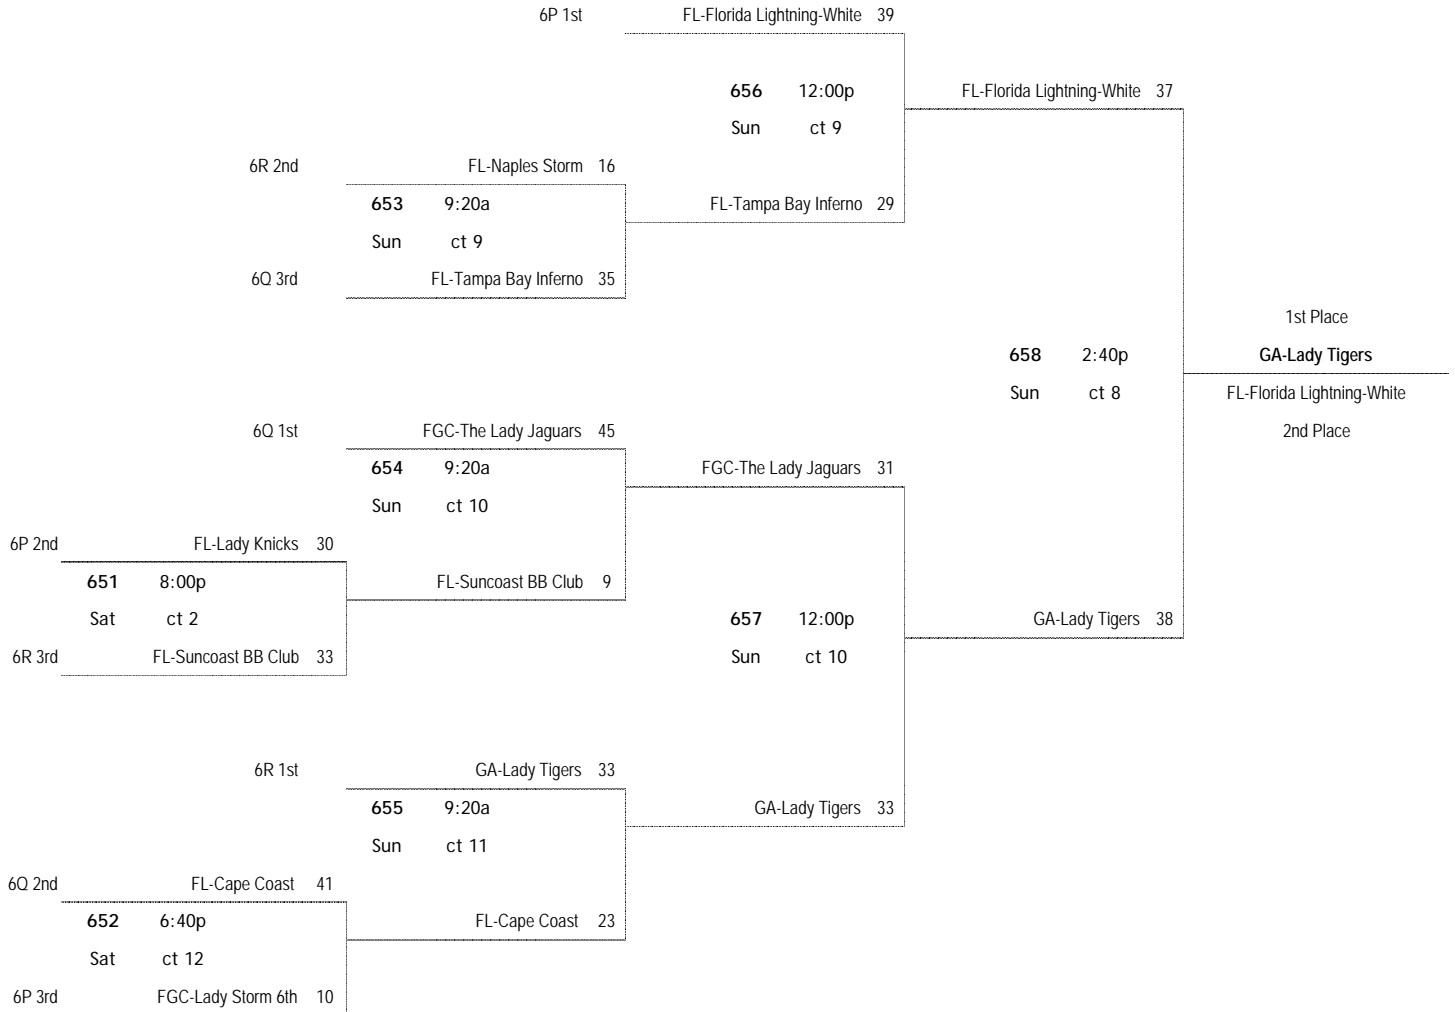 6P 1st FL-Florida Lightning-White 39
656 12:00p FL-Florida Lightning-White 37
Sun ct 9
6R 2nd FL-Naples Storm 16
653 9:20a FL-Tampa Bay Inferno 29
Sun ct 9
6Q 3rd FL-Tampa Bay Inferno 35
1st Place
658 2:40p GA-Lady Tigers
Sun ct 8 FL-Florida Lightning-White
6Q 1st FGC-The Lady Jaguars 45 2nd Place
654 9:20a FGC-The Lady Jaguars 31
Sun ct 10
6P 2nd FL-Lady Knicks 30
651 8:00p FL-Suncoast BB Club 9
Sat ct 2 657 12:00p GA-Lady Tigers 38
6R 3rd FL-Suncoast BB Club 33 Sun ct 10
6R 1st GA-Lady Tigers 33
655 9:20a GA-Lady Tigers 33
Sun ct 11
6Q 2nd FL-Cape Coast 41
652 6:40p FL-Cape Coast 23
Sat ct 12
6P 3rd FGC-Lady Storm 6th 10